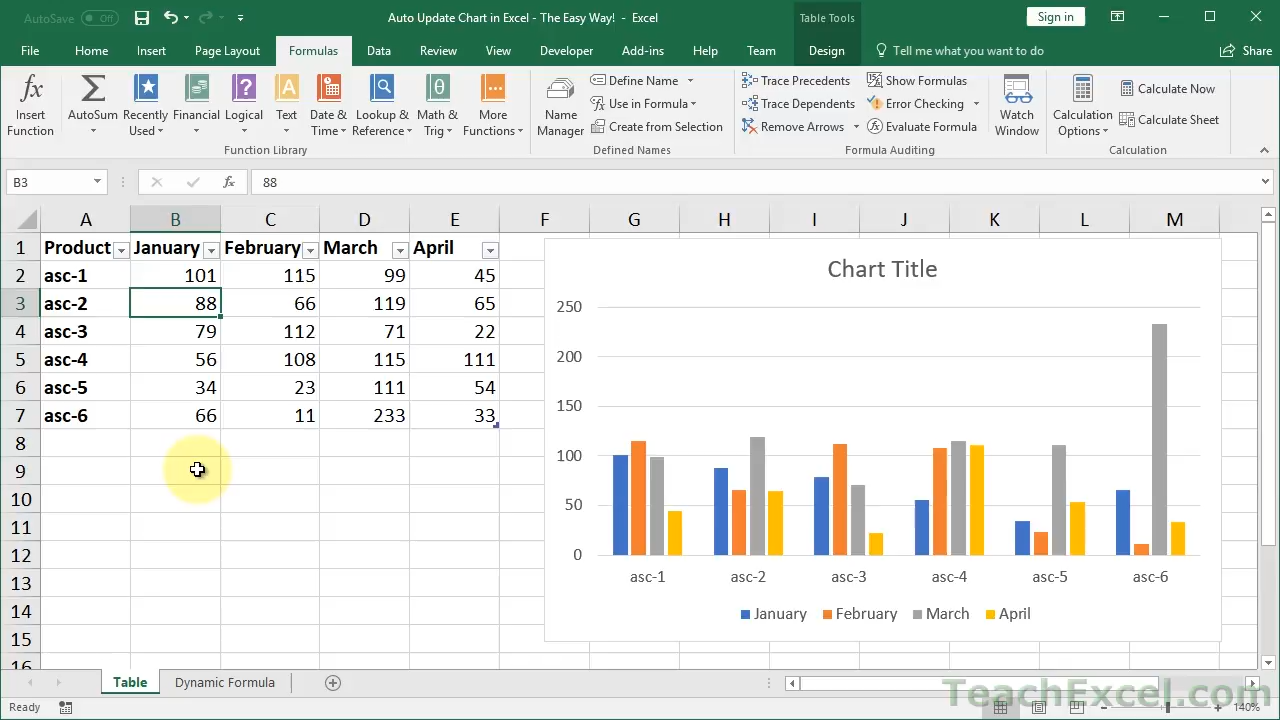 AutoSave Off
Auto Update Chart in Excel - The Easy Way! - Excel
Table Tools
Sign in
File Home Insert Page Layout Formulas Data Review View Developer Add-ins Help Team Design Tell me what you want to do Share
Insert Function
AutoSum
Recently Used
Financial
Logical
Text
Date & Time
Lookup & Reference
Math & Trig
More Functions
Function Library
Name Manager
Define Name
Use in Formula
Create from Selection
Defined Names
Trace Precedents
Trace Dependents
Remove Arrows
Show Formulas
Error Checking
Evaluate Formula
Formula Auditing
Watch Window
Calculation Options
Calculate Now
Calculate Sheet
Calculation
B3 fx 88
A B C D E F G H I J K L M
1 Product January February March April
2 asc-1 101 115 99 45
3 asc-2 88 66 119 65
4 asc-3 79 112 71 22
5 asc-4 56 108 115 111
6 asc-5 34 23 111 54
7 asc-6 66 11 233 33
8
9
10
11
12
13
14
15
16
Chart Title
250
200
150
100
50
0
asc-1 asc-2 asc-3 asc-4 asc-5 asc-6
January February March April
Table Dynamic Formula
TeachExcel.com
Ready
140%